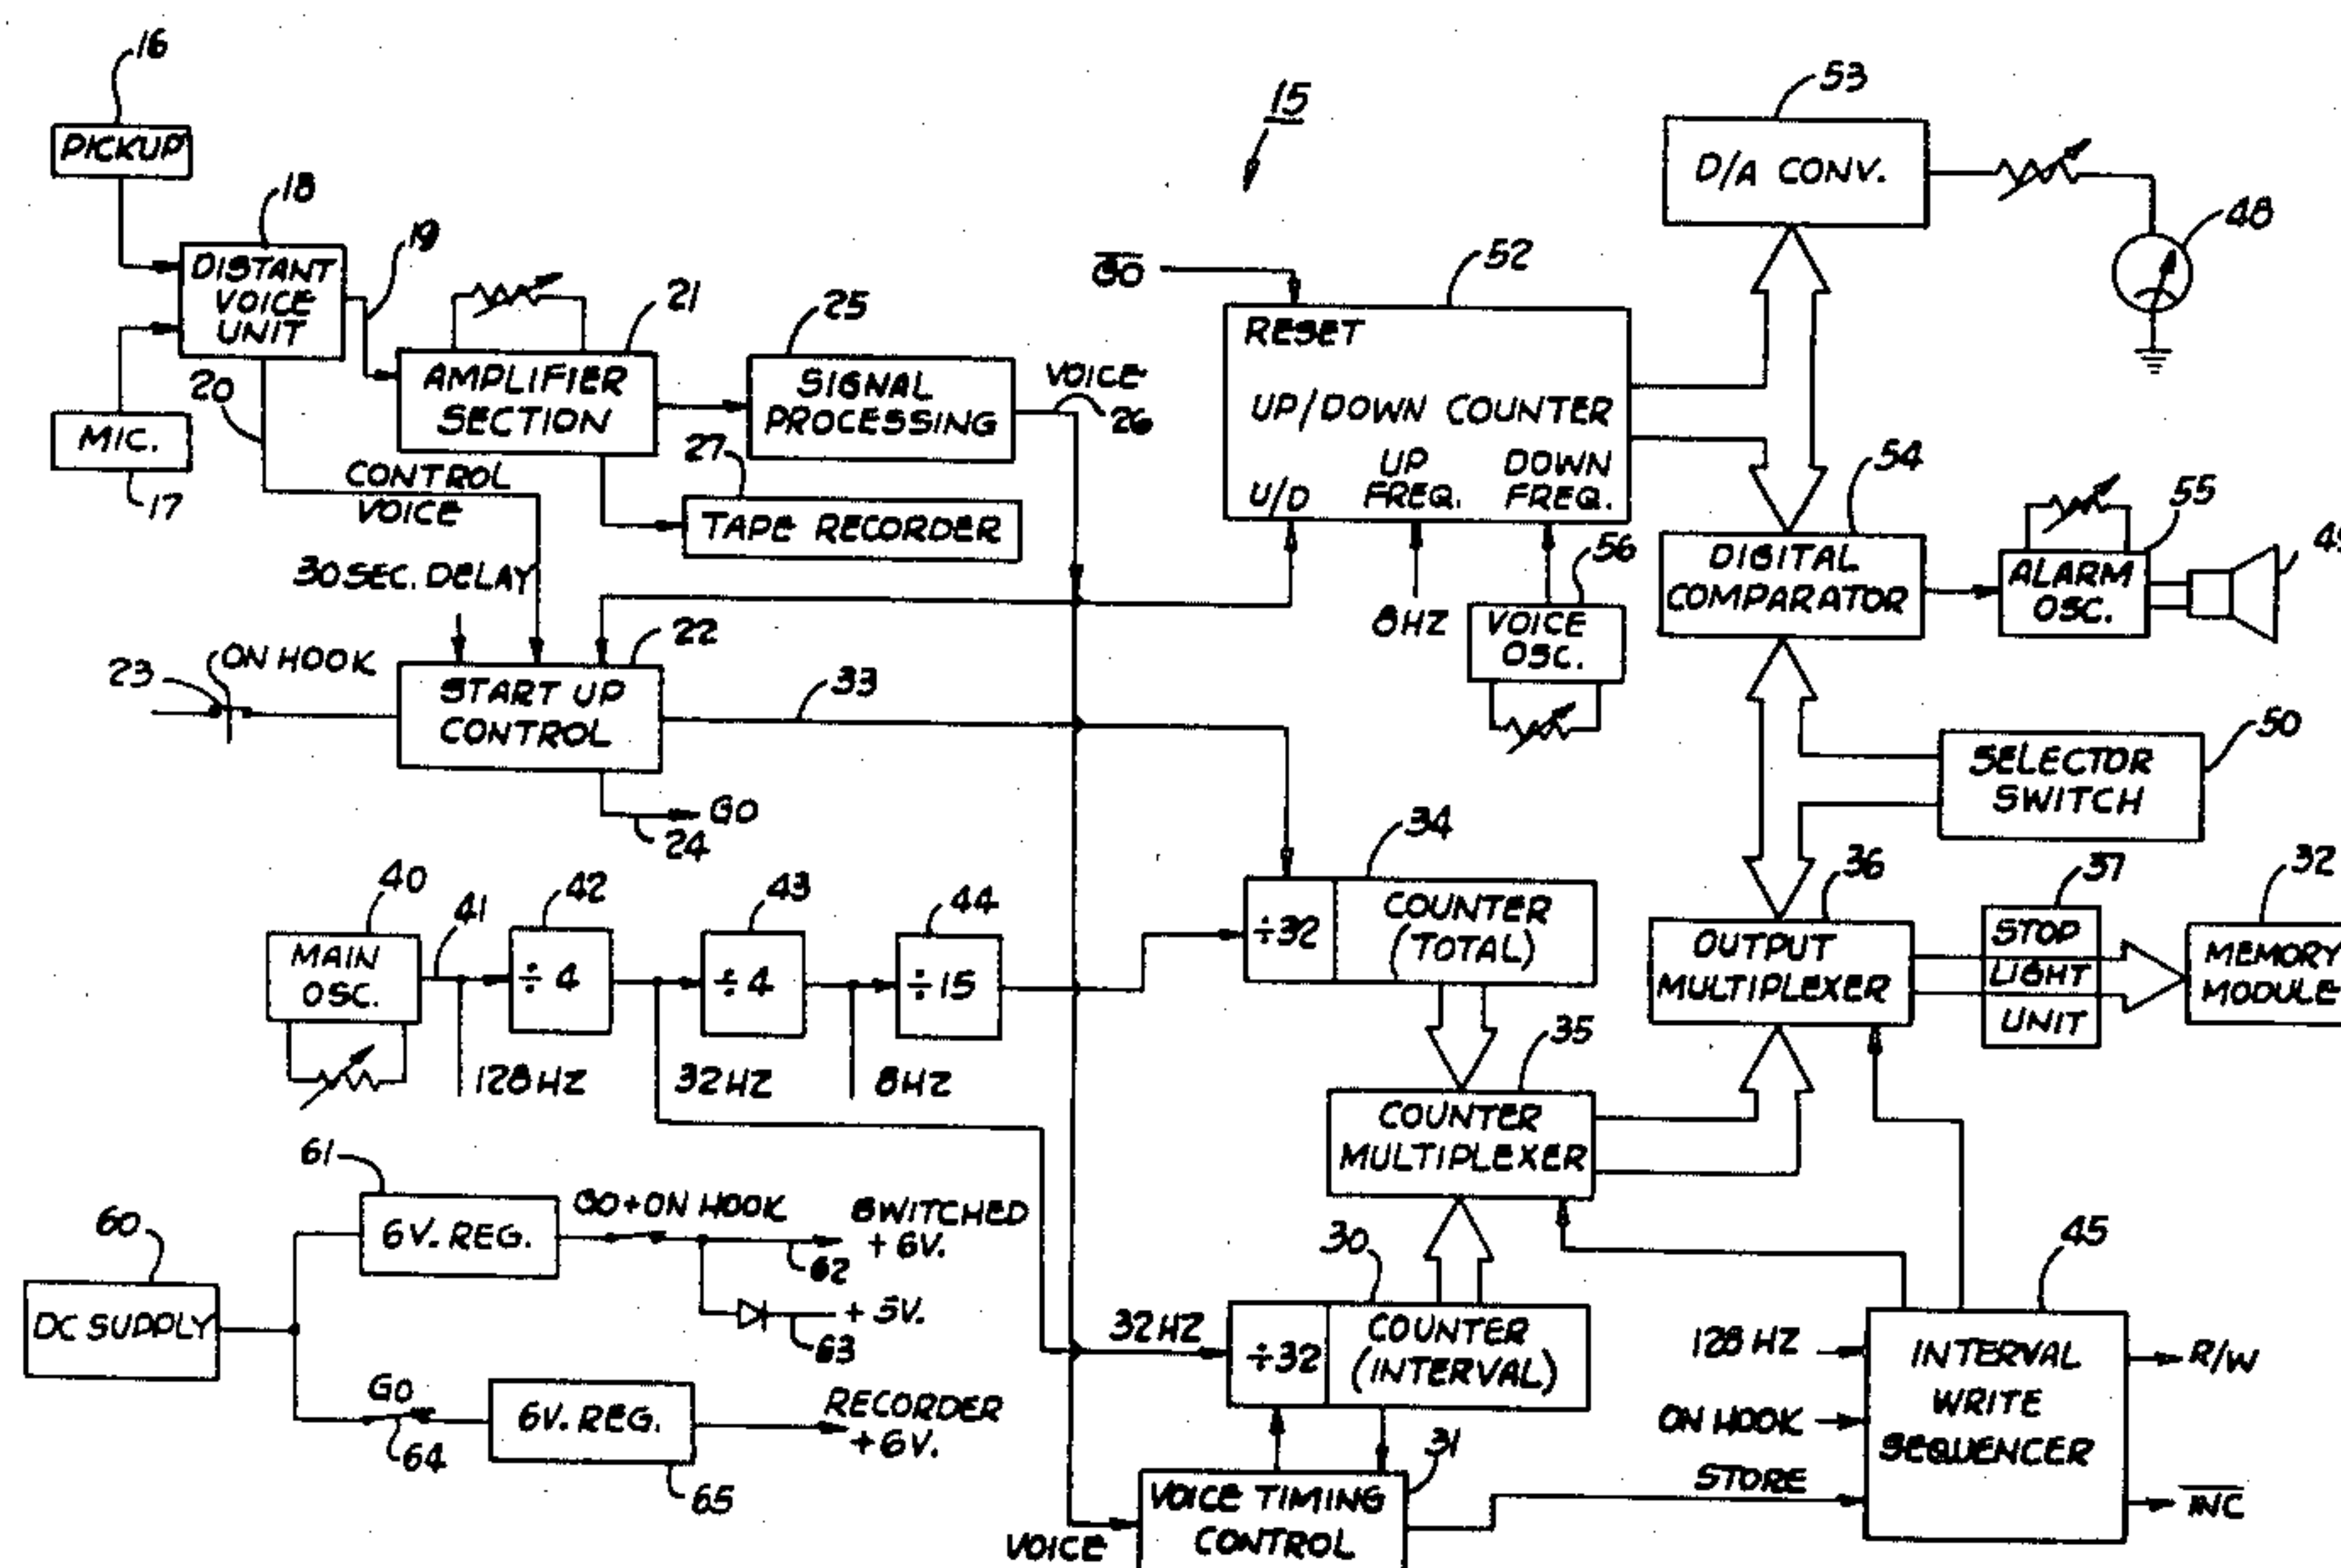 16
PICKUP
18
19
DISTANT
VOICE
UNIT
MIC.
17
20
CONTROL
VOICE
21
AMPLIFIER
SECTION
25
SIGNAL
PROCESSING
VOICE
26
27
TAPE RECORDER
30 SEC. DELAY
23
ON HOOK
22
START UP
CONTROL
33
GO
24
15
GO
52
RESET
UP/DOWN COUNTER
U/D
UP
FREQ.
DOWN
FREQ.
8HZ
56
VOICE
OSC.
53
D/A CONV.
48
54
DIGITAL
COMPARATOR
55
ALARM
OSC.
50
SELECTOR
SWITCH
40
MAIN
OSC.
41
42
÷4
43
÷4
44
÷15
128HZ
32HZ
8HZ
34
÷32
COUNTER
(TOTAL)
36
OUTPUT
MULTIPLEXER
37
STOP
LIGHT
UNIT
32
MEMORY
MODULE
35
COUNTER
MULTIPLEXER
60
DC SUPPLY
61
6V. REG.
GO+ON HOOK
SWITCHED
+6V.
62
+5V.
63
GO
64
6V. REG.
65
RECORDER
+6V.
30
32HZ
÷32
COUNTER
(INTERVAL)
31
VOICE TIMING
CONTROL
VOICE
45
128 HZ
ON HOOK
STORE
INTERVAL
WRITE
SEQUENCER
R/W
INC